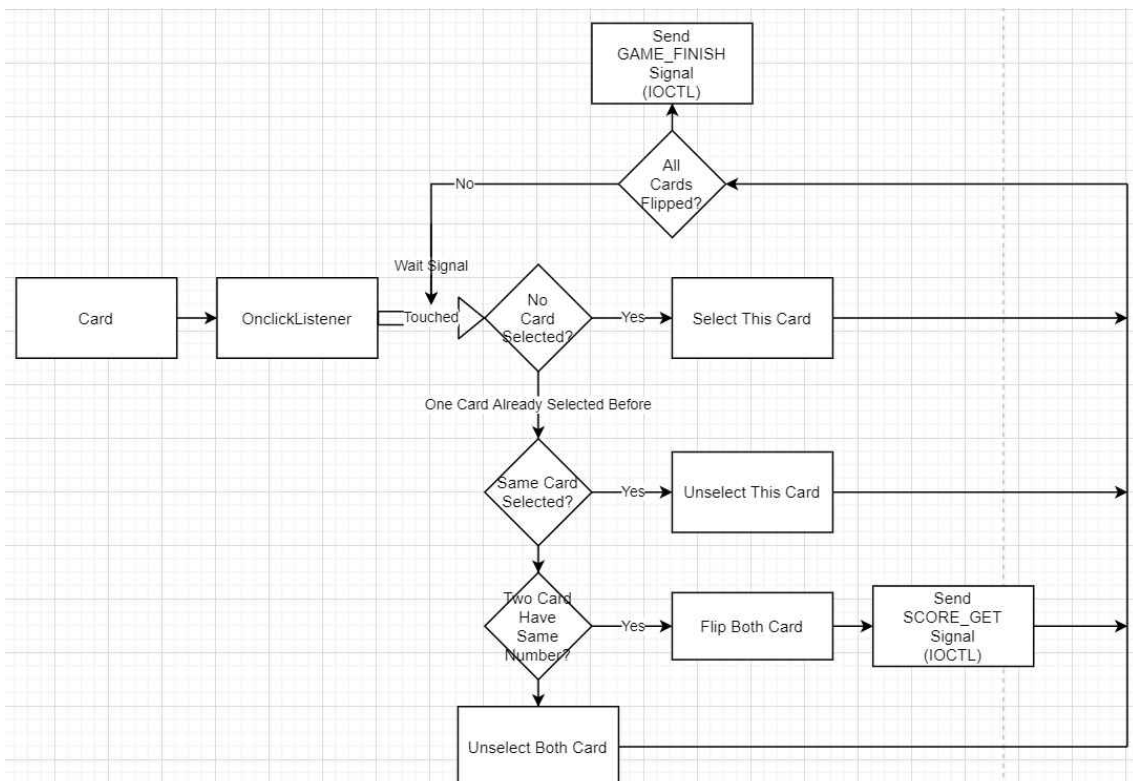 Send
GAME_FINISH
Signal
(IOCTL)
All
Cards
Flipped?
No
Wait Signal
Card
OnclickListener
Touched
No
Card
Selected?
Yes
Select This Card
One Card Already Selected Before
Same Card
Selected?
Yes
Unselect This Card
Two Card
Have
Same
Number?
Yes
Flip Both Card
Send
SCORE_GET
Signal
(IOCTL)
Unselect Both Card